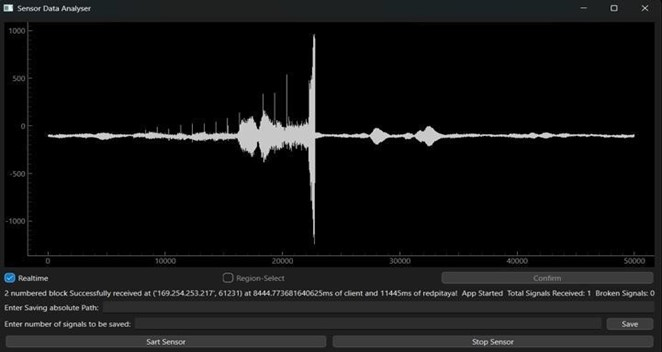 Sensor Data Analyser
1000
500
0
-500
-1000
0 10000 20000 30000 40000 50000
Realtime Region-Select Confirm
2 numbered block Successfully received at ('169.254.253.217', 61231) at 8444.773681640625ms of client and 11445ms of redpitaya! App Started Total Signals Received: 1 Broken Signals: 0
Enter Saving absolute Path:
Enter number of signals to be saved: Save
Sart Sensor Stop Sensor